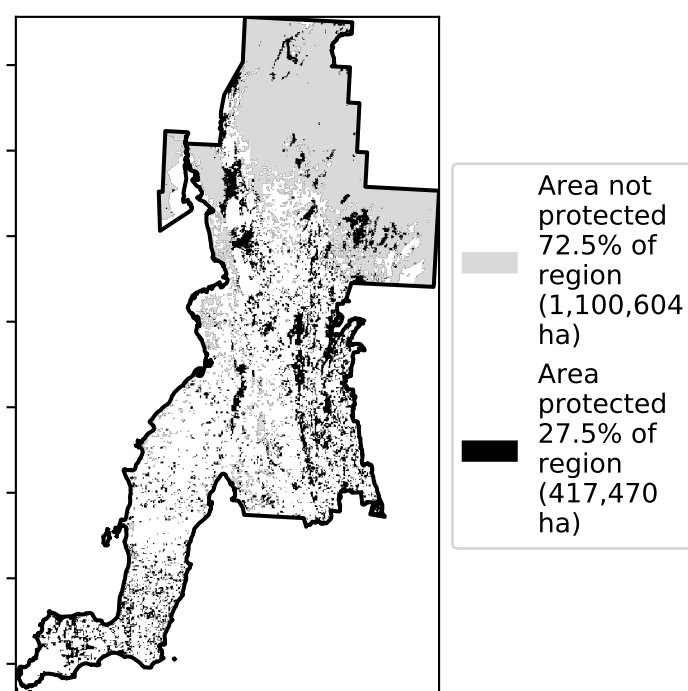 Area not
protected
72.5% of
region
(1,100,604
ha)
Area
protected
27.5% of
region
(417,470
ha)